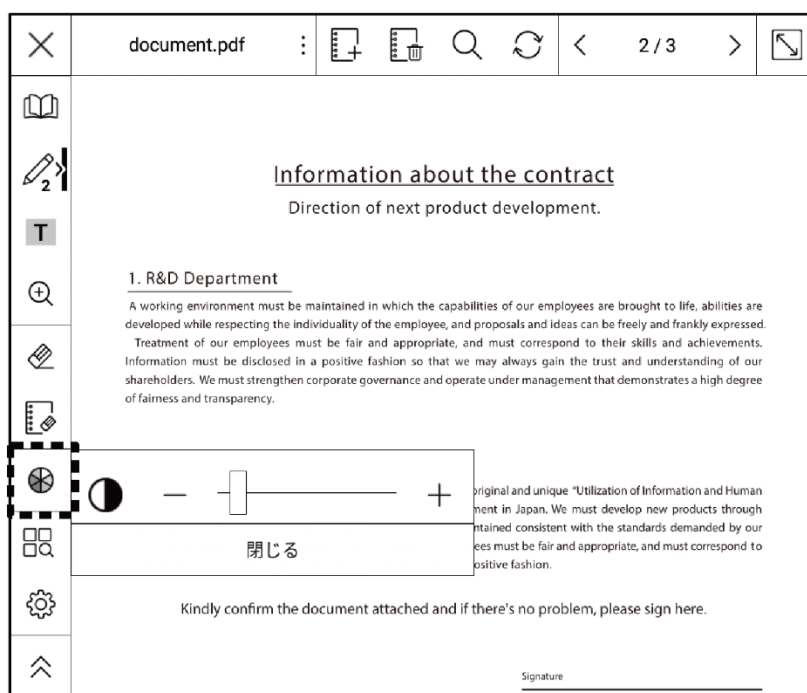 document.pdf
2 / 3
2
T
Information about the contract
Direction of next product development.
1. R&D Department
A working environment must be maintained in which the capabilities of our employees are brought to life, abilities are
developed while respecting the individuality of the employee, and proposals and ideas can be freely and frankly expressed.
Treatment of our employees must be fair and appropriate, and must correspond to their skills and achievements.
Information must be disclosed in a positive fashion so that we may always gain the trust and understanding of our
shareholders. We must strengthen corporate governance and operate under management that demonstrates a high degree
of fairness and transparency.
original and unique “Utilization of Information and Human
ment in Japan. We must develop new products through
ntained consistent with the standards demanded by our
閉じる
ees must be fair and appropriate, and must correspond to
ositive fashion.
Kindly confirm the document attached and if there's no problem, please sign here.
Signature